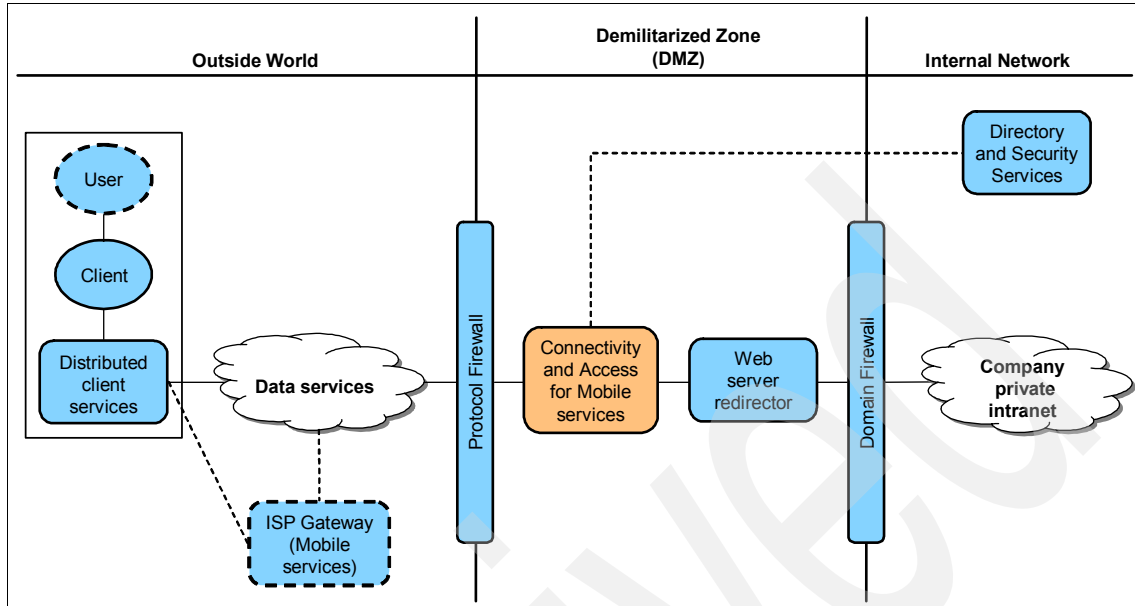 Outside World
Demilitarized Zone
(DMZ)
Internal Network
User
Client
Distributed
client
services
Data services
ISP Gateway
(Mobile
services)
Protocol Firewall
Connectivity
and Access
for Mobile
services
Web
server
redirector
Domain Firewall
Directory
and Security
Services
Company
private
intranet